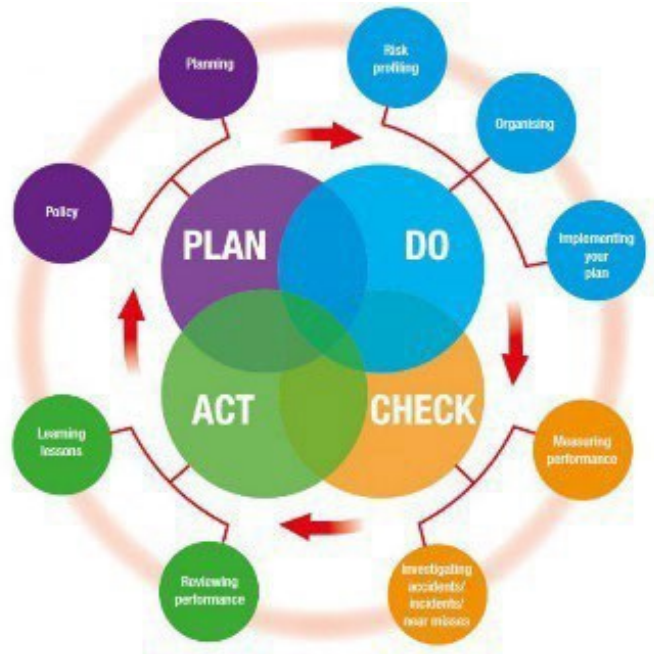 Planning
Risk
profiling
Organising
Policy
PLAN
DO
Implementing
your
plan
ACT
CHECK
Learning
lessons
Measuring
performance
Reviewing
performance
Investigating
accidents/
incidents/
near misses